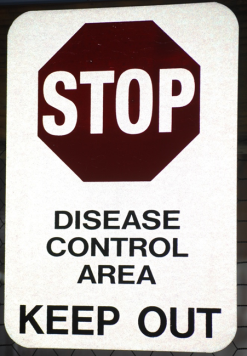 STOP
DISEASE
CONTROL
AREA
KEEP OUT